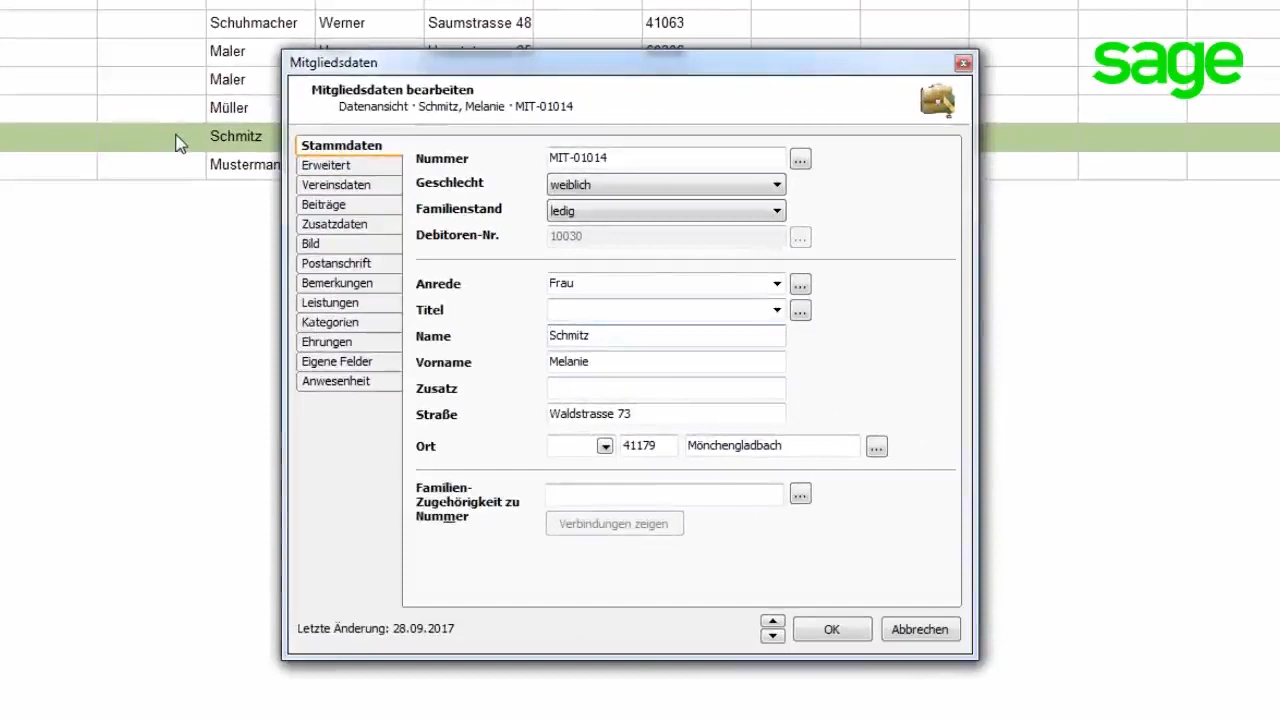 Schuhmacher Werner Saumstrasse 48 41063
Maler
sage
Mitgliedsdaten
Maler
Mitgliedsdaten bearbeiten
Datenansicht · Schmitz, Melanie · MIT-01014
Müller
Schmitz
Musterman
Stammdaten
Erweitert
Vereinsdaten
Beiträge
Zusatzdaten
Bild
Postanschrift
Bemerkungen
Leistungen
Kategorien
Ehrungen
Eigene Felder
Anwesenheit
Nummer MIT-01014 ...
Geschlecht weiblich
Familienstand ledig
Debitoren-Nr. 10030 ...
Anrede Frau ...
Titel ...
Name Schmitz
Vorname Melanie
Zusatz
Straße Waldstrasse 73
Ort 41179 Mönchengladbach ...
Familien-
Zugehörigkeit zu
Nummer ...
Verbindungen zeigen
Letzte Änderung: 28.09.2017 OK Abbrechen